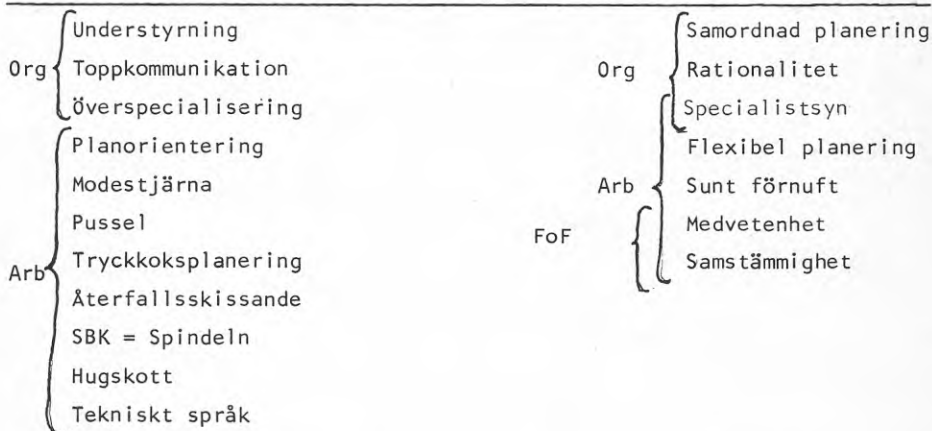 Understyrning
Org Toppkommunikation
Överspecialisering
Planorientering
Modestjärna
Pussel
Tryckkoksplanering
Arb
Återfallsskissande
SBK = Spindeln
Hugskott
Tekniskt språk
Samordnad planering
Org Rationalitet
Specialistsyn
Flexibel planering
Arb Sunt förnuft
Medvetenhet
FoF
Samstämmighet